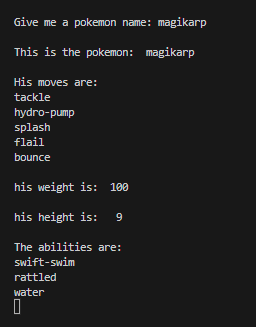 Give me a pokemon name: magikarp
This is the pokemon:  magikarp
His moves are:
tackle
hydro-pump
splash
flail
bounce
his weight is:  100
his height is:   9
The abilities are:
swift-swim
rattled
water